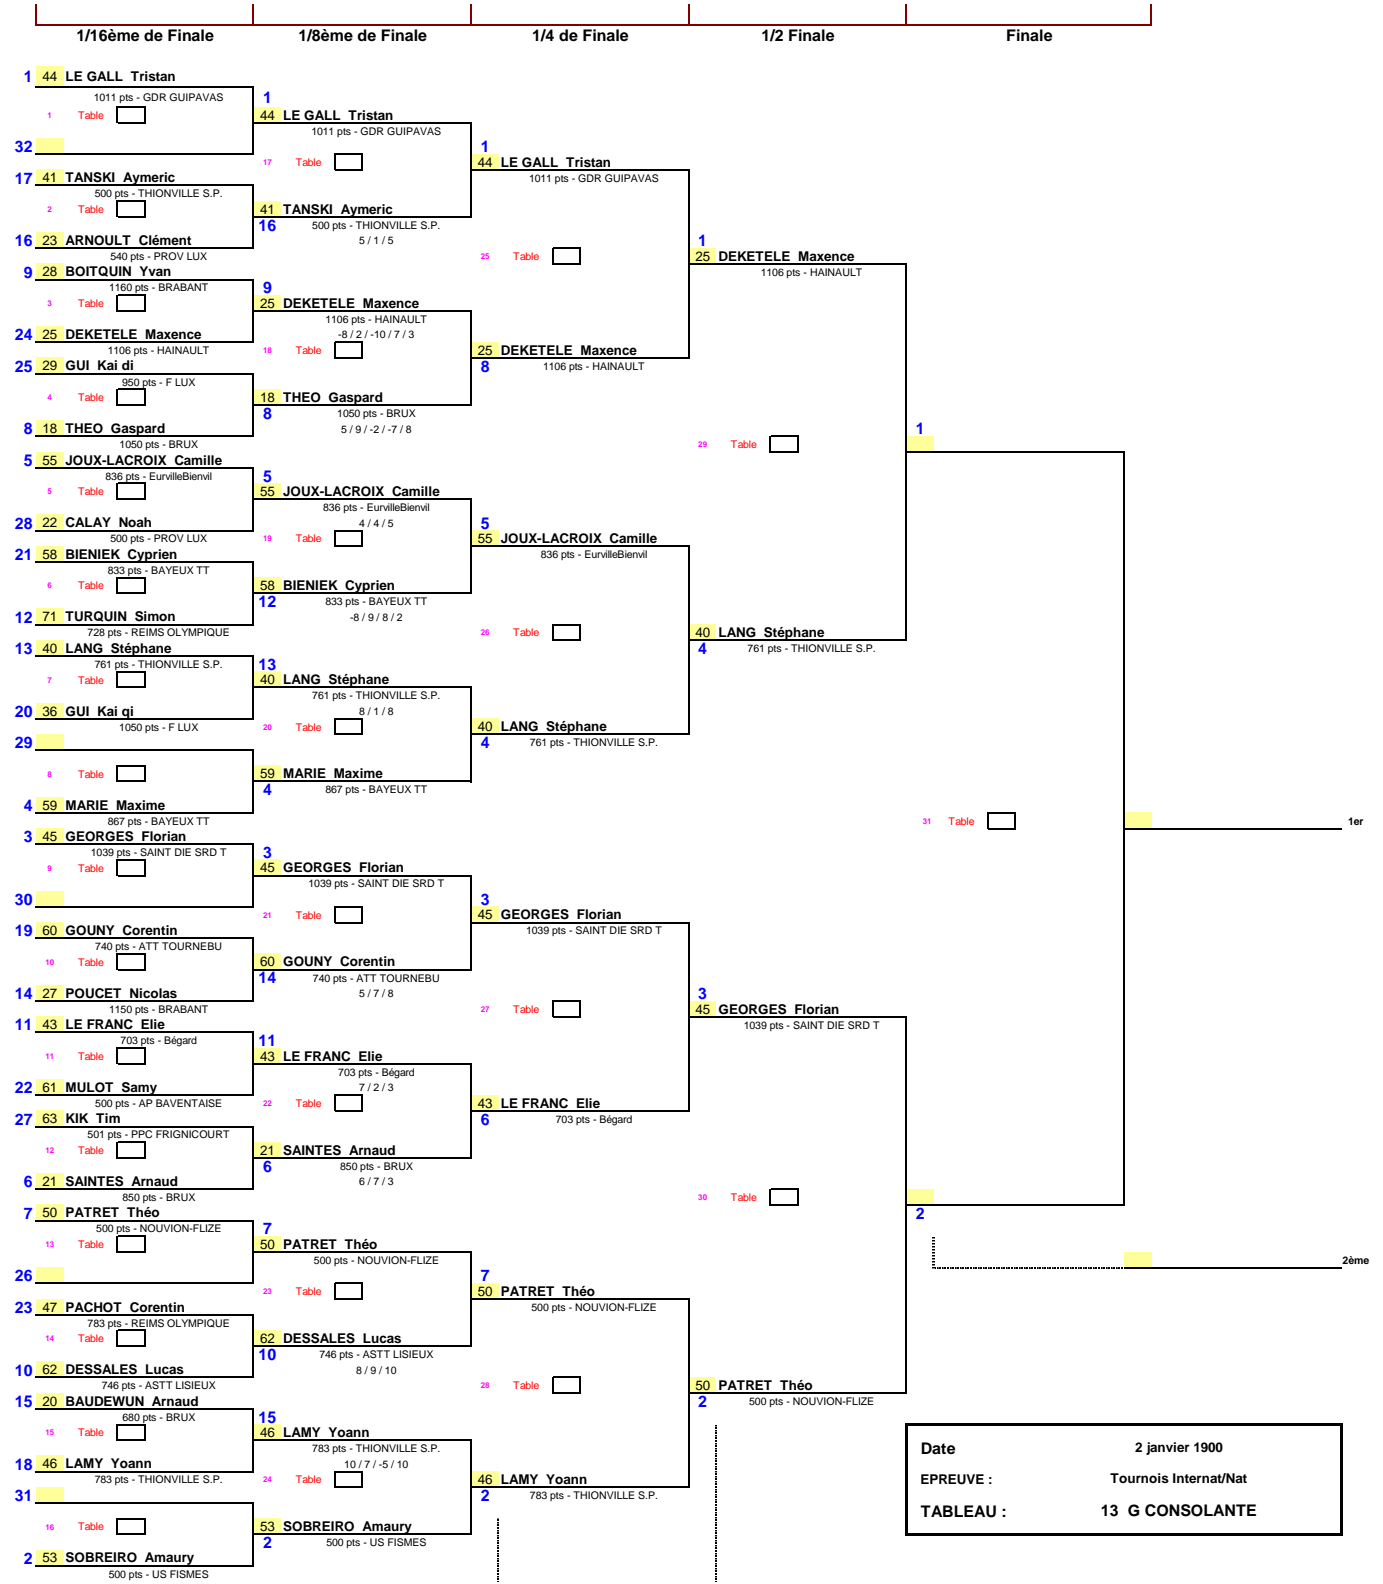 1/16ème de Finale
1/8ème de Finale
1/4 de Finale
1/2 Finale
Finale
1 44 LE GALL Tristan
1011 pts - GDR GUIPAVAS
1 Table
32
17 41 TANSKI Aymeric
500 pts - THIONVILLE S.P.
2 Table
16 23 ARNOULT Clément
540 pts - PROV LUX
9 28 BOITQUIN Yvan
1160 pts - BRABANT
3 Table
24 25 DEKETELE Maxence
1106 pts - HAINAULT
25 29 GUI Kai di
950 pts - F LUX
4 Table
8 18 THEO Gaspard
1050 pts - BRUX
5 55 JOUX-LACROIX Camille
836 pts - EurvilleBienvil
5 Table
28 22 CALAY Noah
500 pts - PROV LUX
21 58 BIENIEK Cyprien
833 pts - BAYEUX TT
6 Table
12 71 TURQUIN Simon
728 pts - REIMS OLYMPIQUE
13 40 LANG Stéphane
761 pts - THIONVILLE S.P.
7 Table
20 36 GUI Kai qi
1050 pts - F LUX
29
8 Table
4 59 MARIE Maxime
867 pts - BAYEUX TT
3 45 GEORGES Florian
1039 pts - SAINT DIE SRD T
9 Table
30
19 60 GOUNY Corentin
740 pts - ATT TOURNEBU
10 Table
14 27 POUCET Nicolas
1150 pts - BRABANT
11 43 LE FRANC Elie
703 pts - Bégard
11 Table
22 61 MULOT Samy
500 pts - AP BAVENTAISE
27 63 KIK Tim
501 pts - PPC FRIGNICOURT
12 Table
6 21 SAINTES Arnaud
850 pts - BRUX
7 50 PATRET Théo
500 pts - NOUVION-FLIZE
13 Table
26
23 47 PACHOT Corentin
783 pts - REIMS OLYMPIQUE
14 Table
10 62 DESSALES Lucas
746 pts - ASTT LISIEUX
15 20 BAUDEWUN Arnaud
680 pts - BRUX
15 Table
18 46 LAMY Yoann
783 pts - THIONVILLE S.P.
31
16 Table
2 53 SOBREIRO Amaury
500 pts - US FISMES
1
44 LE GALL Tristan
1011 pts - GDR GUIPAVAS
17 Table
41 TANSKI Aymeric
16 500 pts - THIONVILLE S.P.
5 / 1 / 5
9
25 DEKETELE Maxence
1106 pts - HAINAULT
-8 / 2 / -10 / 7 / 3
18 Table
18 THEO Gaspard
8 1050 pts - BRUX
5 / 9 / -2 / -7 / 8
5
55 JOUX-LACROIX Camille
836 pts - EurvilleBienvil
4 / 4 / 5
19 Table
58 BIENIEK Cyprien
12 833 pts - BAYEUX TT
-8 / 9 / 8 / 2
13
40 LANG Stéphane
761 pts - THIONVILLE S.P.
8 / 1 / 8
20 Table
59 MARIE Maxime
4 867 pts - BAYEUX TT
3
45 GEORGES Florian
1039 pts - SAINT DIE SRD T
21 Table
60 GOUNY Corentin
14 740 pts - ATT TOURNEBU
5 / 7 / 8
11
43 LE FRANC Elie
703 pts - Bégard
7 / 2 / 3
22 Table
21 SAINTES Arnaud
6 850 pts - BRUX
6 / 7 / 3
7
50 PATRET Théo
500 pts - NOUVION-FLIZE
23 Table
62 DESSALES Lucas
10 746 pts - ASTT LISIEUX
8 / 9 / 10
15
46 LAMY Yoann
783 pts - THIONVILLE S.P.
10 / 7 / -5 / 10
24 Table
53 SOBREIRO Amaury
2 500 pts - US FISMES
1
44 LE GALL Tristan
1011 pts - GDR GUIPAVAS
25 Table
25 DEKETELE Maxence
8 1106 pts - HAINAULT
5
55 JOUX-LACROIX Camille
836 pts - EurvilleBienvil
26 Table
40 LANG Stéphane
4 761 pts - THIONVILLE S.P.
3
45 GEORGES Florian
1039 pts - SAINT DIE SRD T
27 Table
43 LE FRANC Elie
6 703 pts - Bégard
7
50 PATRET Théo
500 pts - NOUVION-FLIZE
28 Table
46 LAMY Yoann
2 783 pts - THIONVILLE S.P.
1
25 DEKETELE Maxence
1106 pts - HAINAULT
29 Table
40 LANG Stéphane
4 761 pts - THIONVILLE S.P.
3
45 GEORGES Florian
1039 pts - SAINT DIE SRD T
30 Table
50 PATRET Théo
2 500 pts - NOUVION-FLIZE
1
31 Table
2
1er
2ème
Date 2 janvier 1900
EPREUVE : Tournois Internat/Nat
TABLEAU : 13 G CONSOLANTE